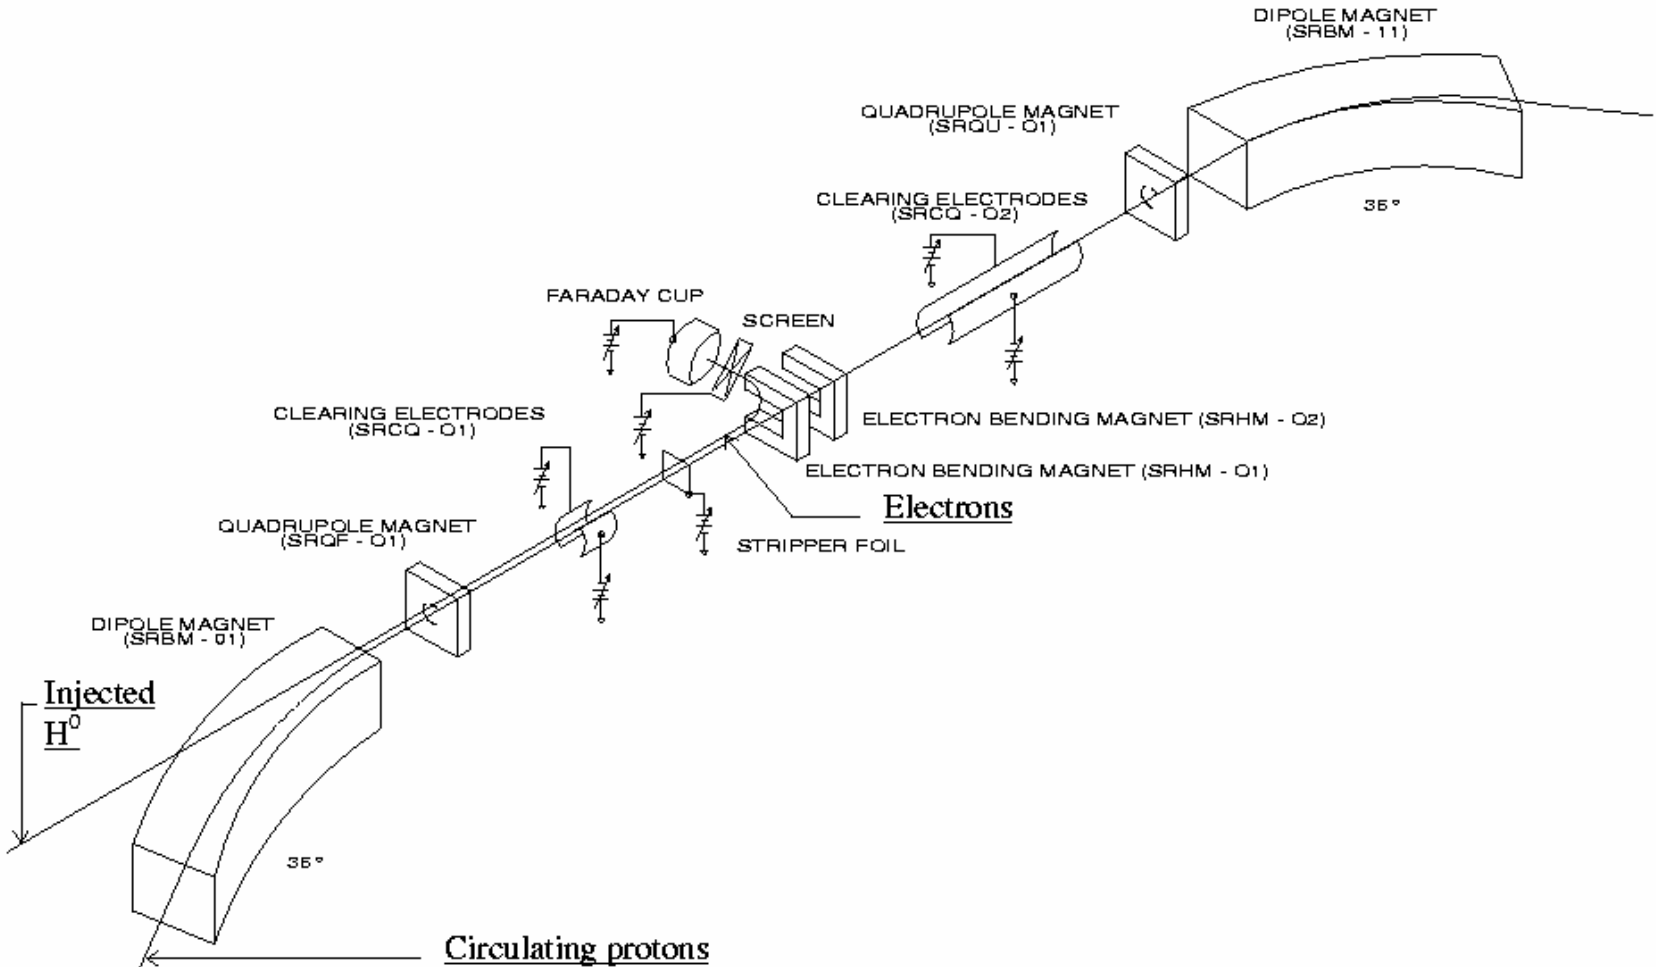 DIPOLE MAGNET
(SRBM - 11)
QUADRUPOLE MAGNET
(SRQU - 01)
CLEARING ELECTRODES
(SRCQ - 02)
36°
FARADAY CUP
SCREEN
CLEARING ELECTRODES
(SRCQ - 01)
ELECTRON BENDING MAGNET (SRHM - 02)
ELECTRON BENDING MAGNET (SRHM - 01)
Electrons
QUADRUPOLE MAGNET
(SRQF - 01)
STRIPPER FOIL
DIPOLE MAGNET
(SRBM - 01)
Injected
H⁰
36°
Circulating protons